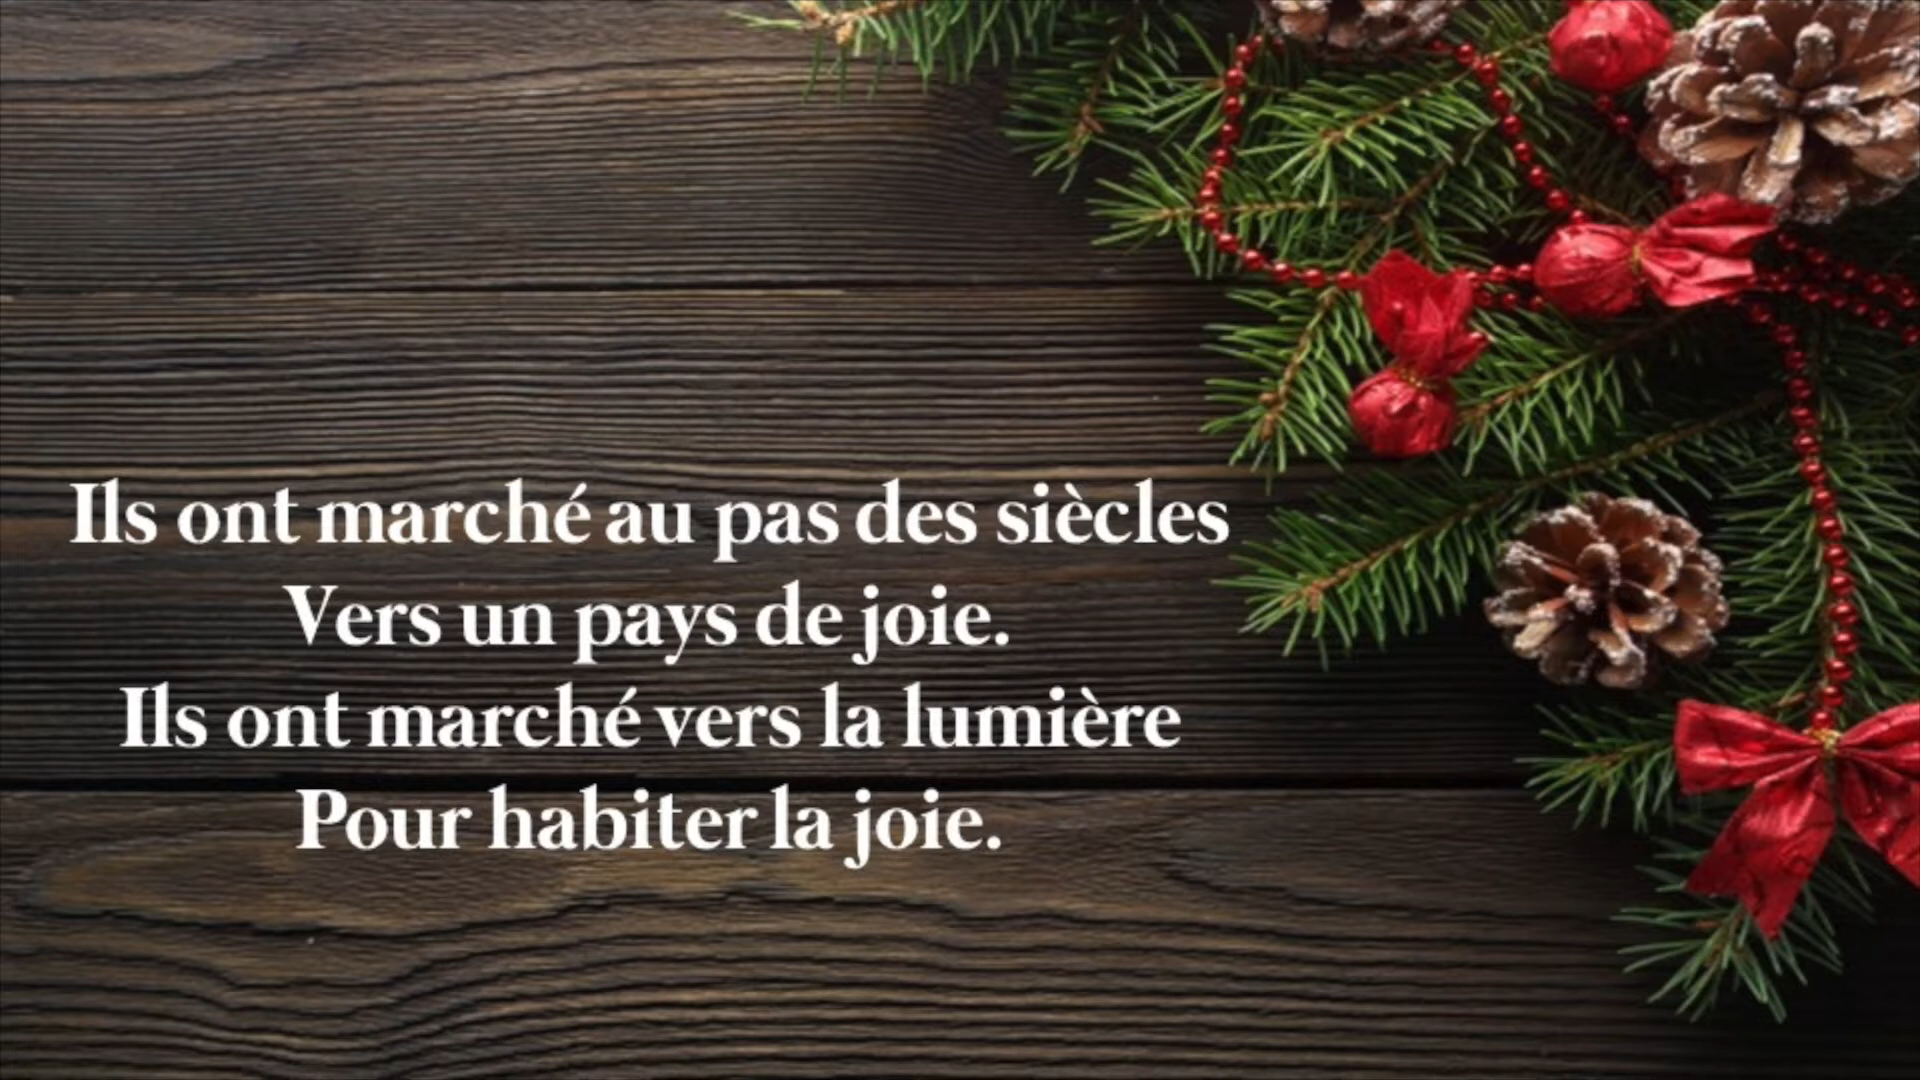 Ils ont marché au pas des siècles
Vers un pays de joie.
Ils ont marché vers la lumière
Pour habiter la joie.